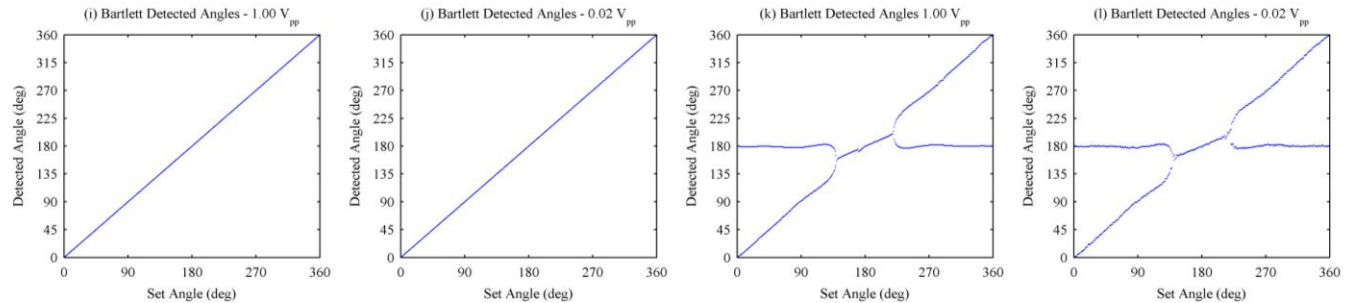 (i) Bartlett Detected Angles - 1.00 Vpp
Detected Angle (deg)
360
315
270
225
180
135
90
45
0
0 90 180 270 360
Set Angle (deg)
(j) Bartlett Detected Angles - 0.02 Vpp
Detected Angle (deg)
360
315
270
225
180
135
90
45
0
0 90 180 270 360
Set Angle (deg)
(k) Bartlett Detected Angles 1.00 Vpp
Detected Angle (deg)
360
315
270
225
180
135
90
45
0
0 90 180 270 360
Set Angle (deg)
(l) Bartlett Detected Angles - 0.02 Vpp
Detected Angle (deg)
360
315
270
225
180
135
90
45
0
0 90 180 270 360
Set Angle (deg)